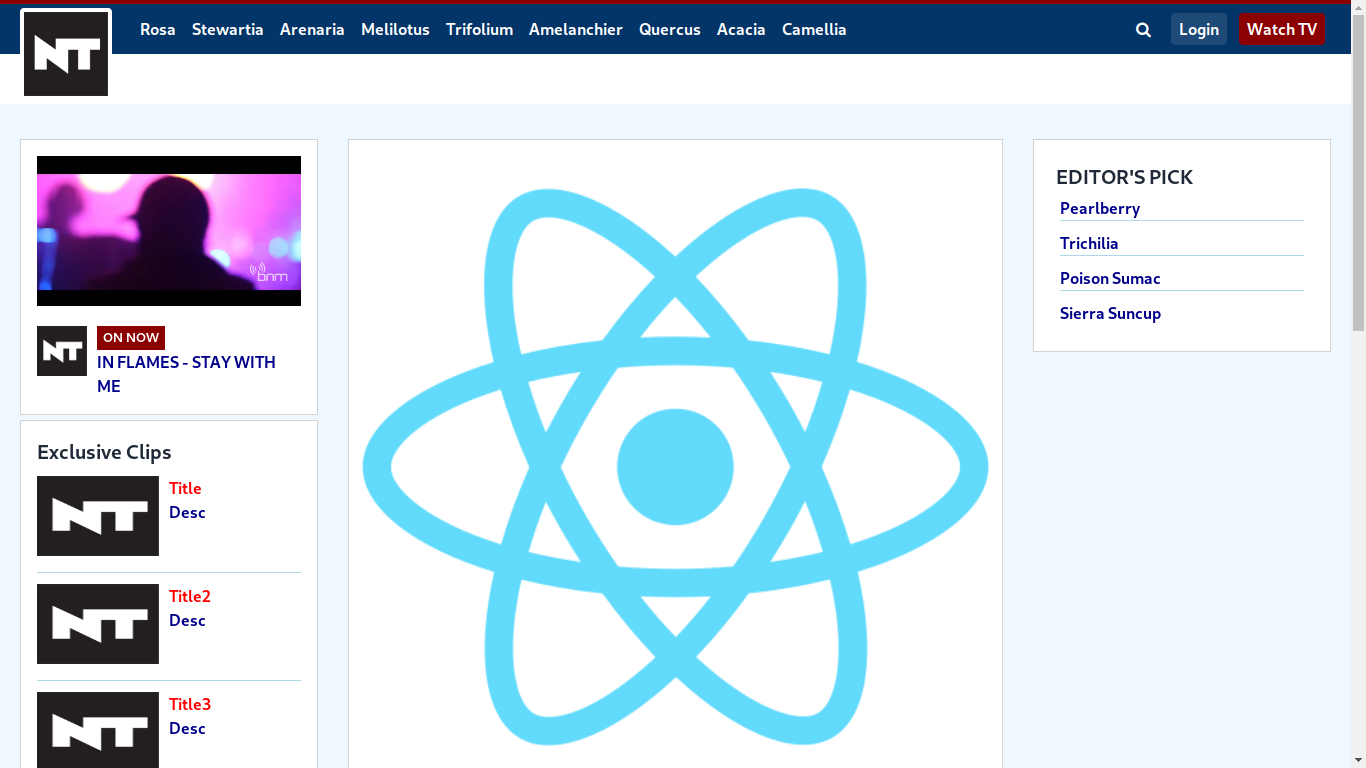 NT
Rosa Stewartia Arenaria Melilotus Trifolium Amelanchier Quercus Acacia Camellia
Login
Watch TV
bnm
NT
ON NOW
IN FLAMES - STAY WITH
ME
Exclusive Clips
NT
Title
Desc
NT
Title2
Desc
NT
Title3
Desc
EDITOR'S PICK
Pearlberry
Trichilia
Poison Sumac
Sierra Suncup